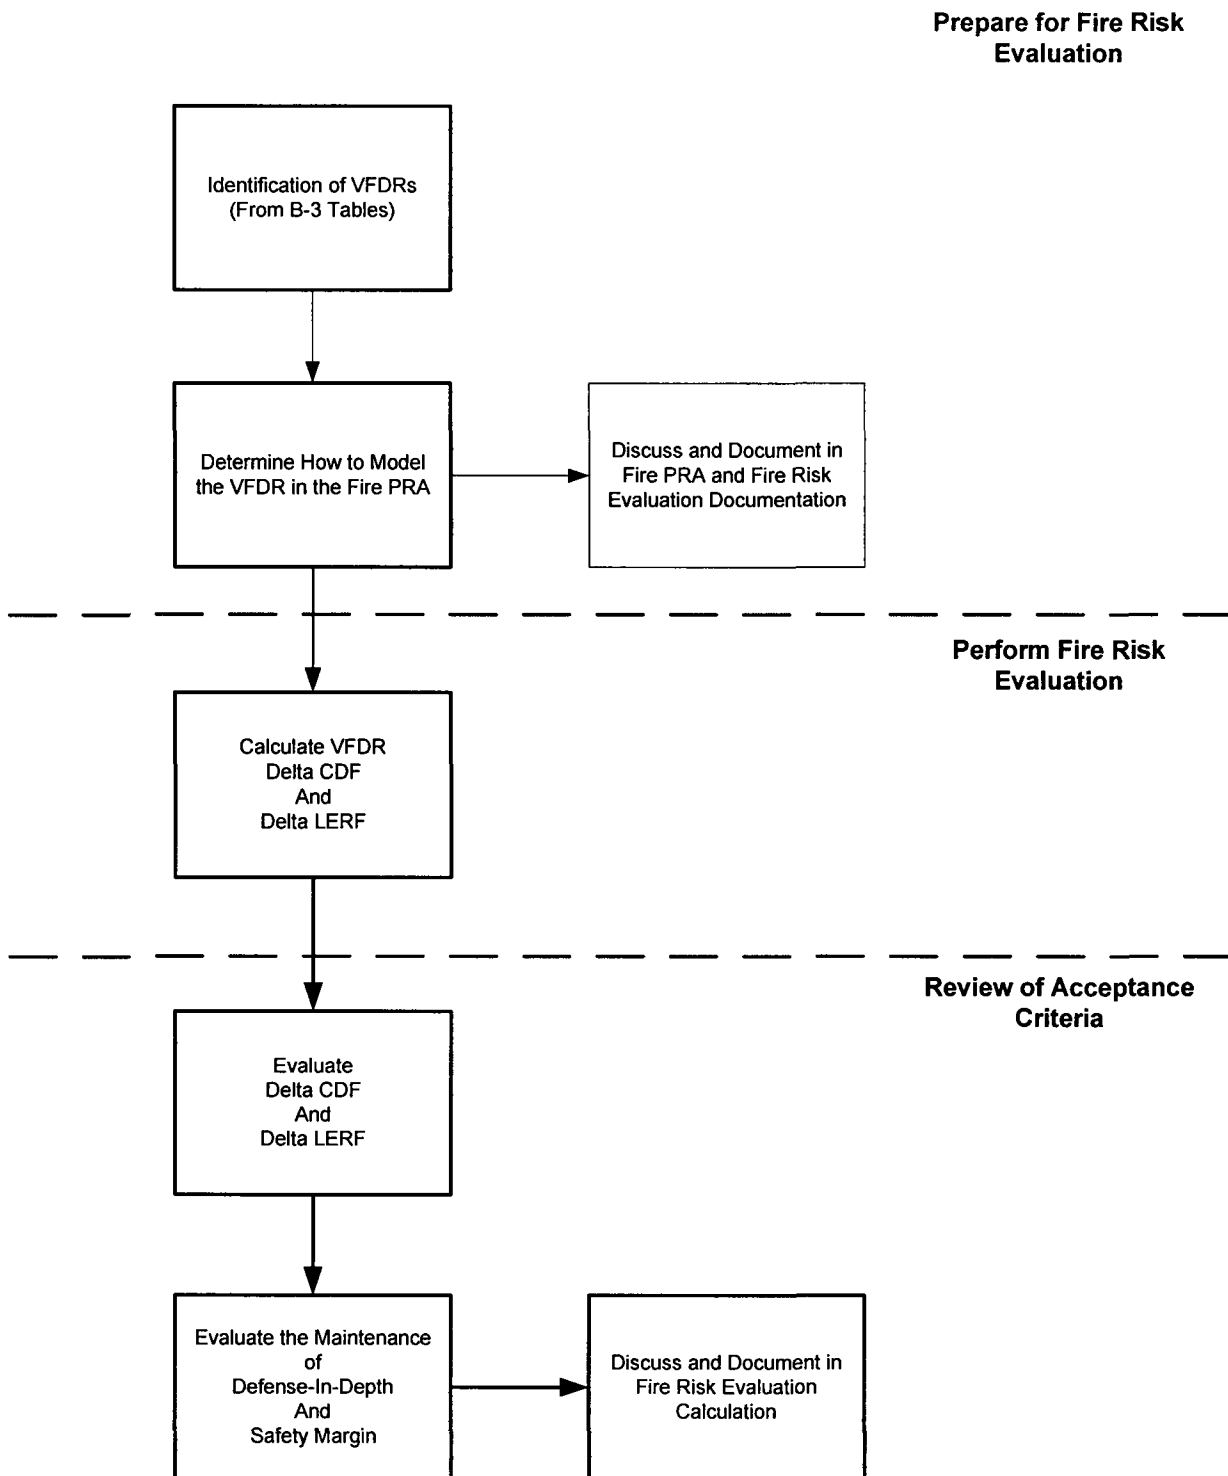 Prepare for Fire Risk
Evaluation
Identification of VFDRs
(From B-3 Tables)
Determine How to Model
the VFDR in the Fire PRA
Discuss and Document in
Fire PRA and Fire Risk
Evaluation Documentation
Perform Fire Risk
Evaluation
Calculate VFDR
Delta CDF
And
Delta LERF
Review of Acceptance
Criteria
Evaluate
Delta CDF
And
Delta LERF
Evaluate the Maintenance
of
Defense-In-Depth
And
Safety Margin
Discuss and Document in
Fire Risk Evaluation
Calculation